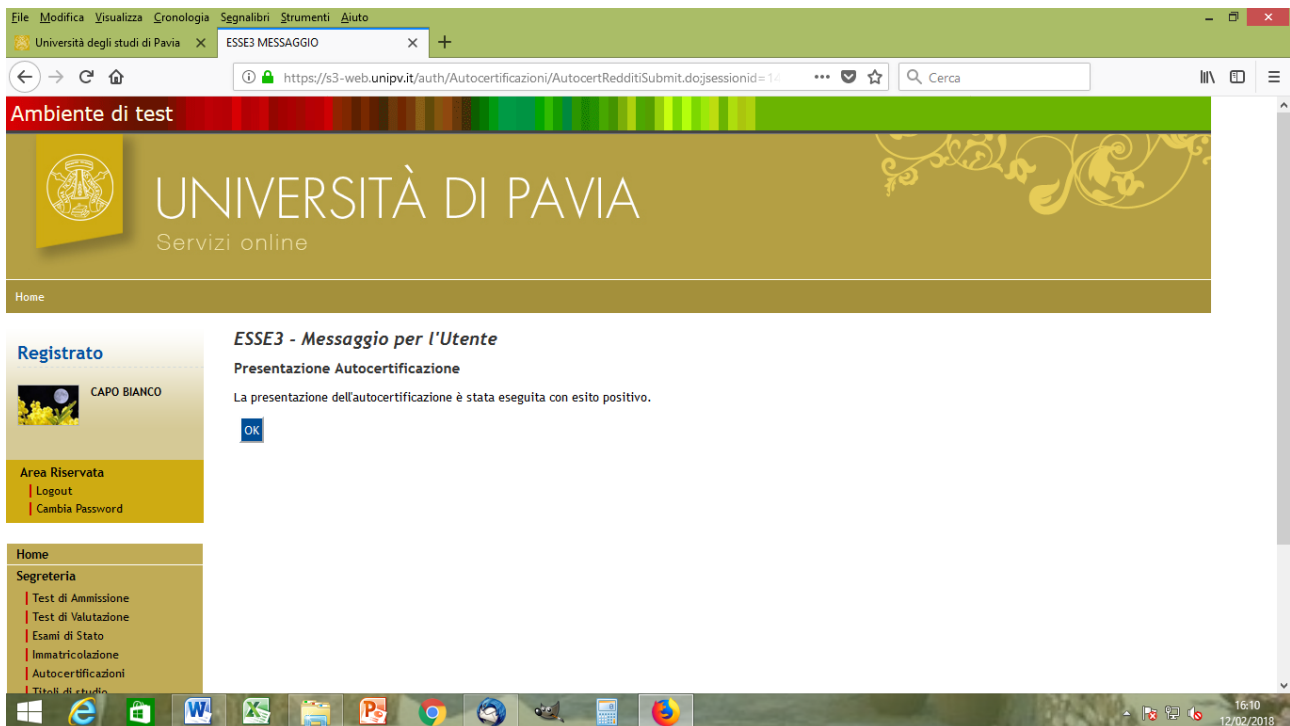 File Modifica Visualizza Cronologia Segnalibri Strumenti Aiuto
Università degli studi di Pavia
ESSE3 MESSAGGIO
https://s3-web.unipv.it/auth/Autocertificazioni/AutocertRedditiSubmit.do;jsessionid=
Cerca
Ambiente di test
UNIVERSITÀ DI PAVIA
Servizi online
Home
Registrato
CAPO BIANCO
Area Riservata
Logout
Cambia Password
Home
Segreteria
Test di Ammissione
Test di Valutazione
Esami di Stato
Immatricolazione
Autocertificazioni
Titoli di studio
ESSE3 - Messaggio per l'Utente
Presentazione Autocertificazione
La presentazione dell'autocertificazione è stata eseguita con esito positivo.
OK
16:10
12/02/2018